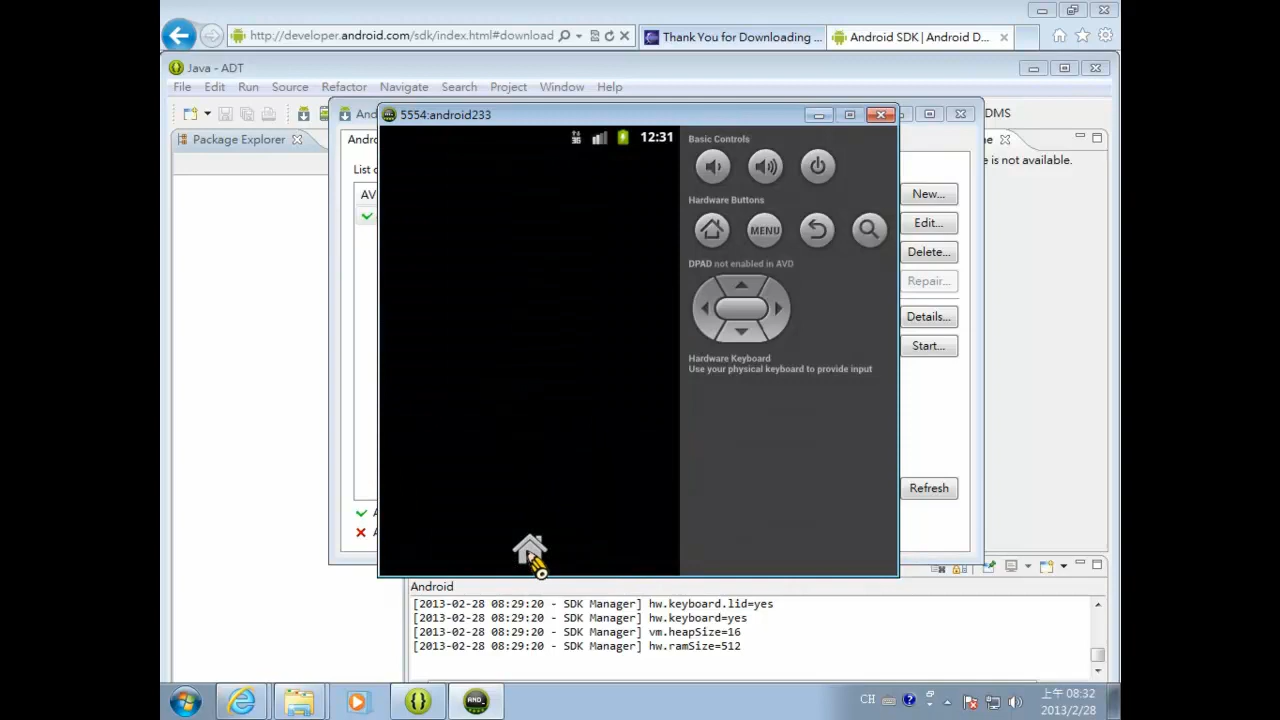 http://developer.android.com/sdk/index.html#download
Thank You for Downloading ...
Android SDK | Android D...
Java - ADT
File Edit Run Source Refactor Navigate Search Project Window Help
And
5554:android233
DMS
Package Explorer
Andro
ne
List o
e is not available.
AV
12:31
Basic Controls
New...
Hardware Buttons
Edit...
MENU
Delete...
DPAD not enabled in AVD
Repair...
Details...
Start...
Hardware Keyboard
Use your physical keyboard to provide input
Refresh
A
A
Android
[2013-02-28 08:29:20 - SDK Manager] hw.keyboard.lid=yes
[2013-02-28 08:29:20 - SDK Manager] hw.keyboard=yes
[2013-02-28 08:29:20 - SDK Manager] vm.heapSize=16
[2013-02-28 08:29:20 - SDK Manager] hw.ramSize=512
CH
上午 08:32
2013/2/28